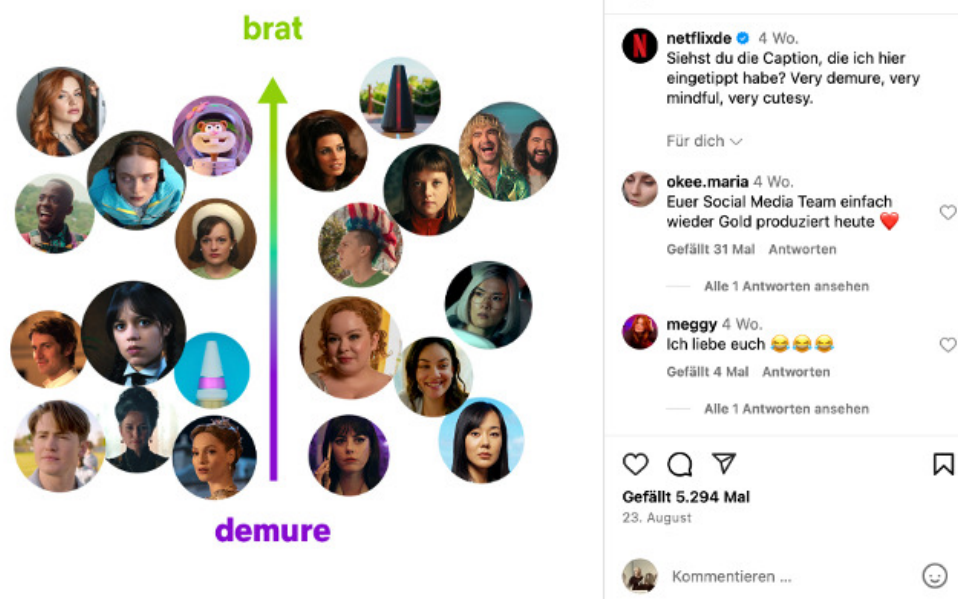 brat
demure
netflixde 4 Wo.
Siehst du die Caption, die ich hier
eingetippt habe? Very demure, very
mindful, very cutesy.
Für dich
okee.maria 4 Wo.
Euer Social Media Team einfach
wieder Gold produziert heute ❤️
Gefällt 31 Mal Antworten
Alle 1 Antworten ansehen
meggy 4 Wo.
Ich liebe euch 😂😂😂
Gefällt 4 Mal Antworten
Alle 1 Antworten ansehen
Gefällt 5.294 Mal
23. August
Kommentieren ...